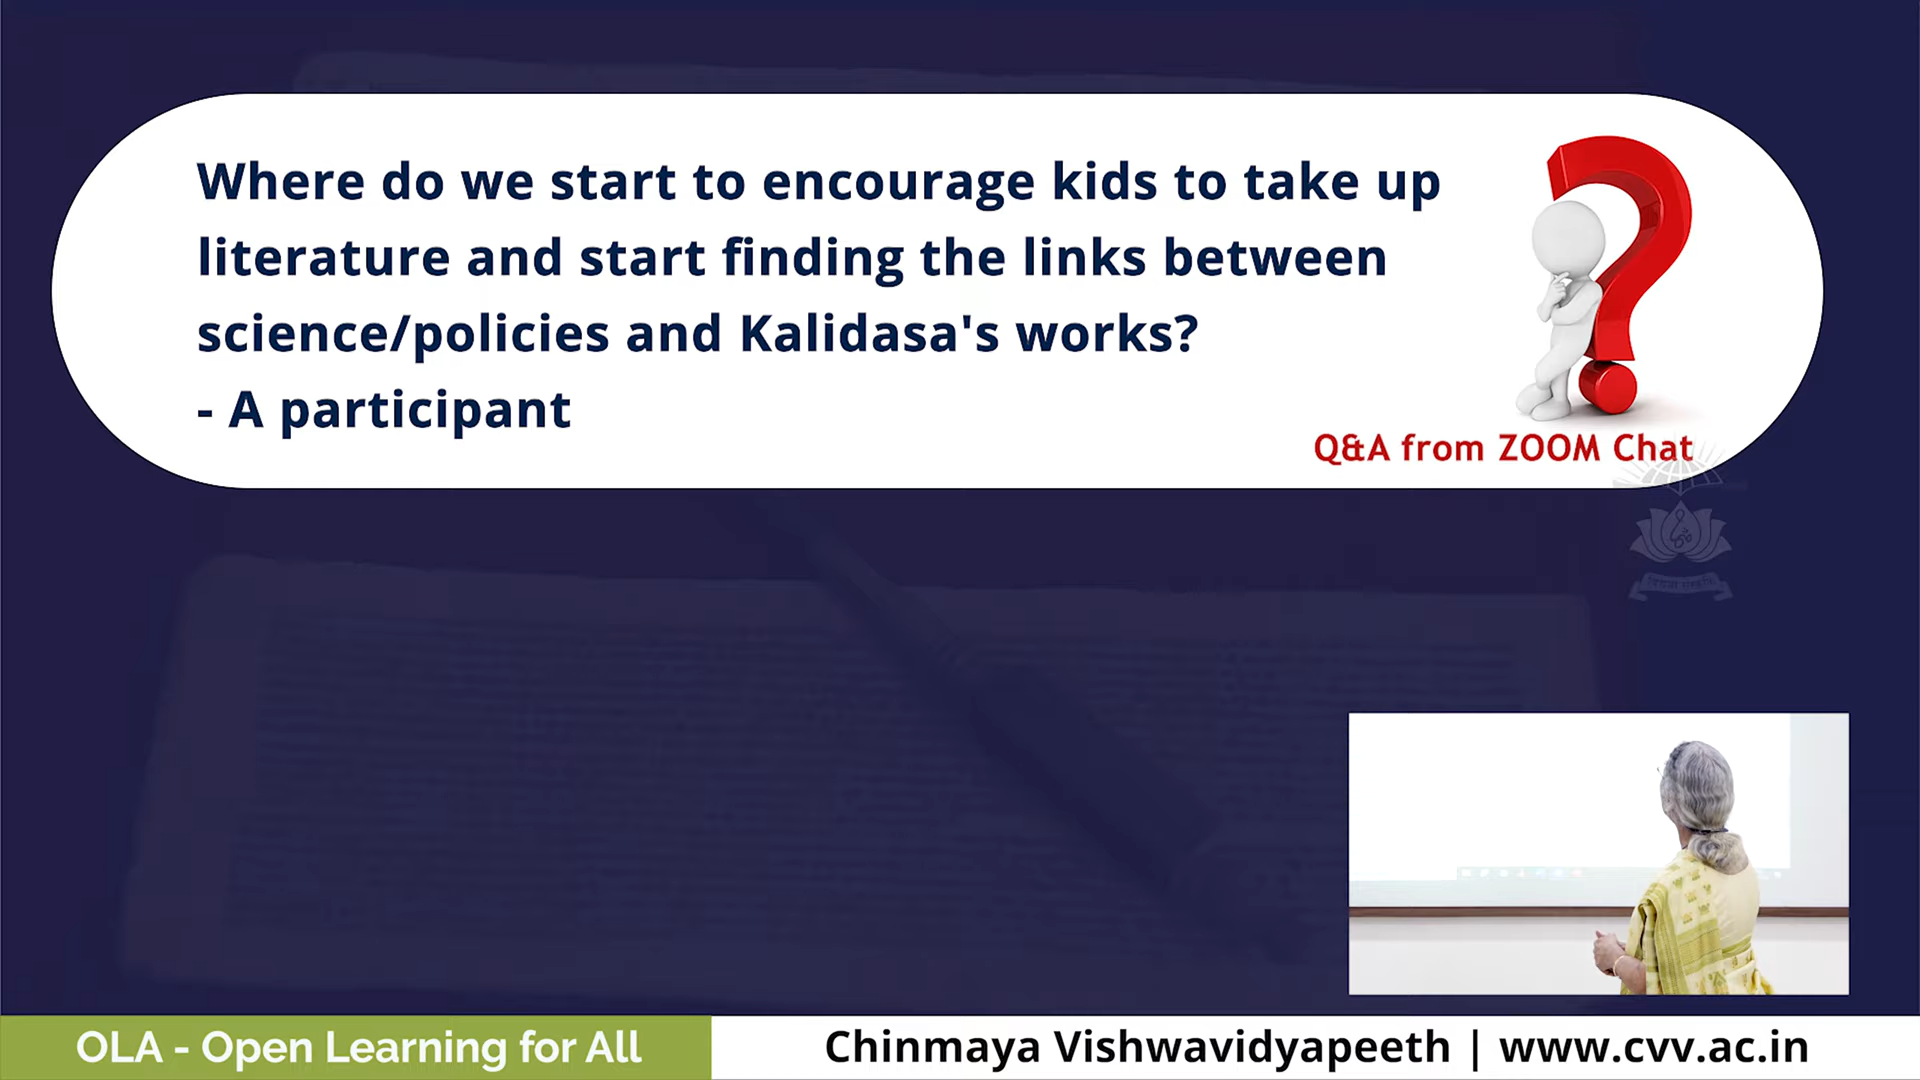 Where do we start to encourage kids to take up
literature and start finding the links between
science/policies and Kalidasa's works?
- A participant
Q&A from ZOOM Chat
OLA - Open Learning for All
Chinmaya Vishwavidyapeeth | www.cvv.ac.in